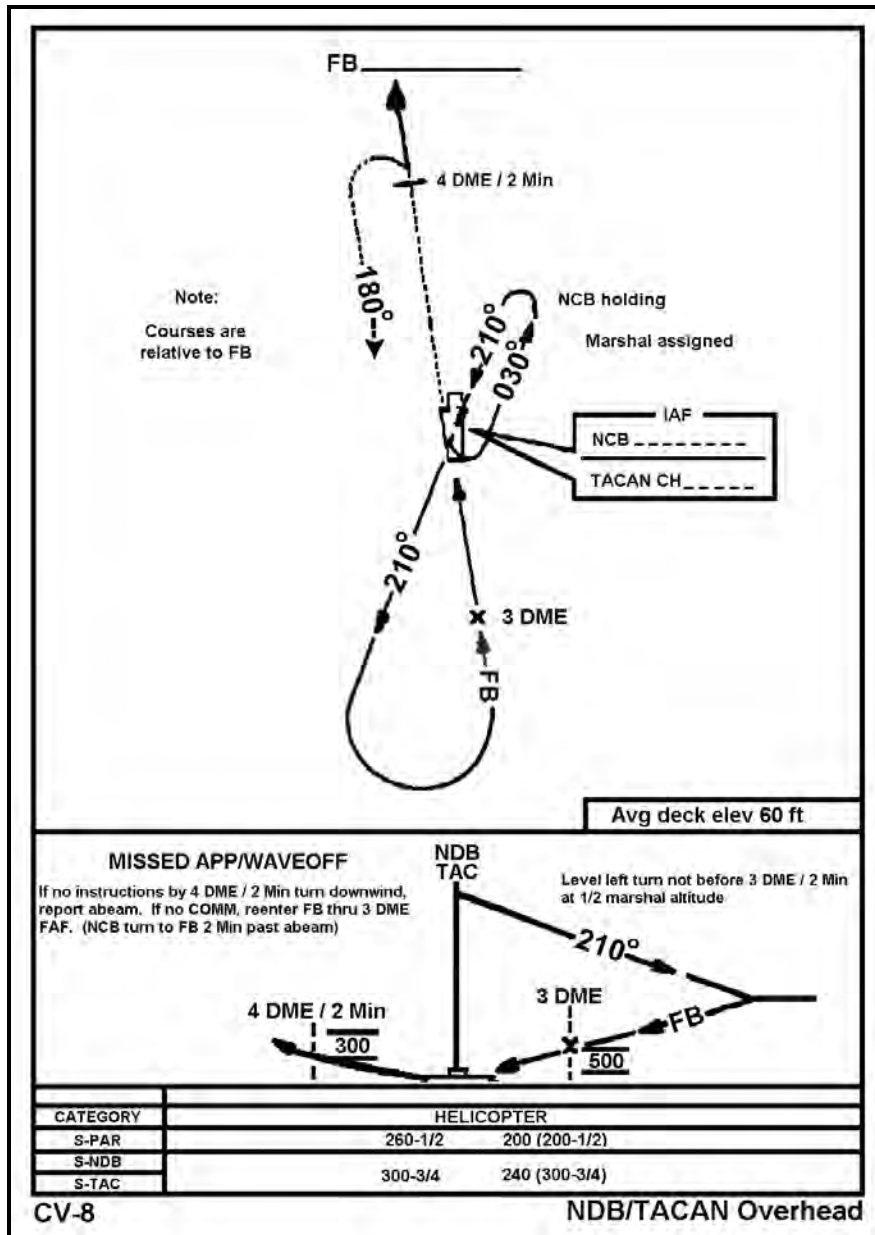 FB
4 DME / 2 Min
180°
Note:
Courses are
relative to FB
NCB holding
210°
030°
Marshal assigned
IAF
NCB _ _ _ _ _ _ _ _
TACAN CH _ _ _ _ _
210°
3 DME
FB
Avg deck elev 60 ft
MISSED APP/WAVEOFF
If no instructions by 4 DME / 2 Min turn downwind,
report abeam. If no COMM, reenter FB thru 3 DME
FAF. (NCB turn to FB 2 Min past abeam)
NDB
TAC
Level left turn not before 3 DME / 2 Min
at 1/2 marshal altitude
210°
4 DME / 2 Min
300
3 DME
FB
500
CATEGORY HELICOPTER
S-PAR 260-1/2 200 (200-1/2)
S-NDB
S-TAC 300-3/4 240 (300-3/4)
CV-8 NDB/TACAN Overhead